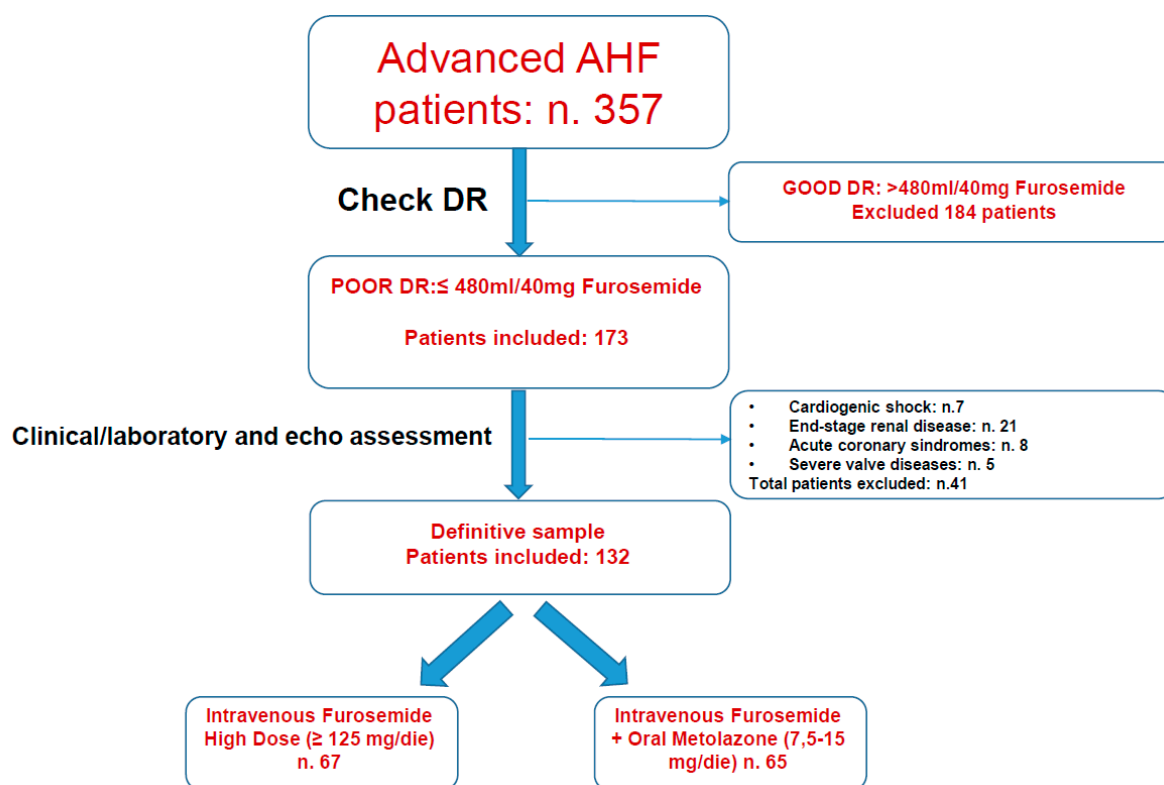 Advanced AHF
patients: n. 357
Check DR
GOOD DR: >480ml/40mg Furosemide
Excluded 184 patients
POOR DR:≤ 480ml/40mg Furosemide
Patients included: 173
Clinical/laboratory and echo assessment
• Cardiogenic shock: n.7
• End-stage renal disease: n. 21
• Acute coronary sindromes: n. 8
• Severe valve diseases: n. 5
Total patients excluded: n.41
Definitive sample
Patients included: 132
Intravenous Furosemide
High Dose (≥ 125 mg/die)
n. 67
Intravenous Furosemide
+ Oral Metolazone (7,5-15
mg/die) n. 65